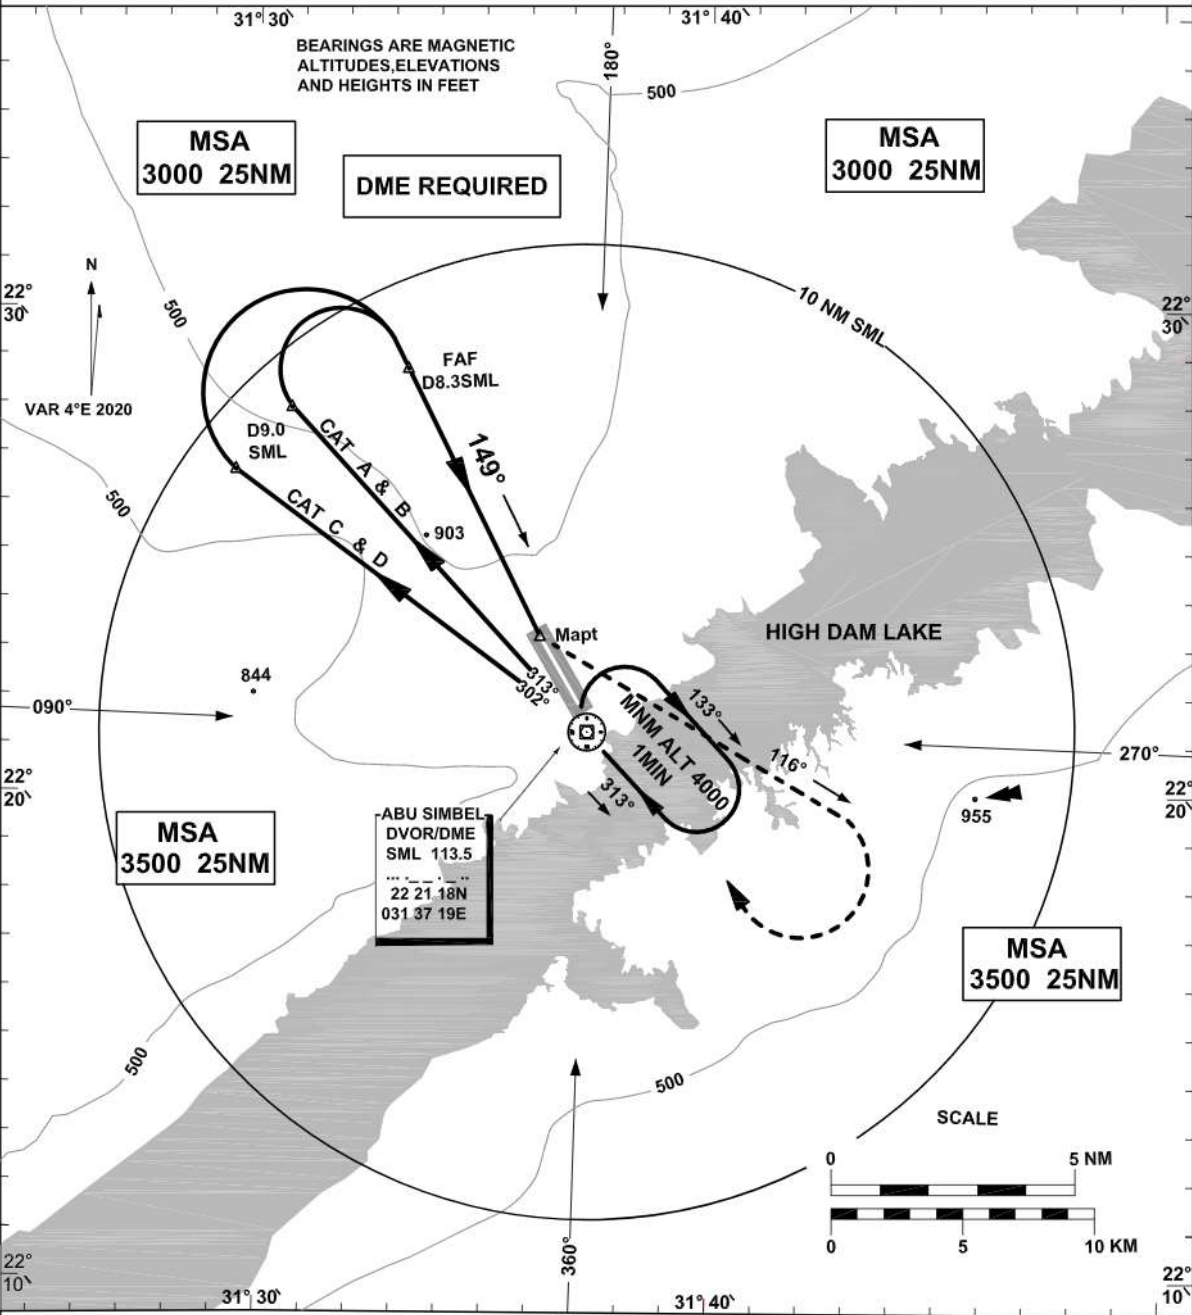 31° 30'
31° 40'
BEARINGS ARE MAGNETIC
ALTITUDES,ELEVATIONS
AND HEIGHTS IN FEET
180°
500
MSA
3000 25NM
DME REQUIRED
MSA
3000 25NM
N
VAR 4°E 2020
22°
30'
22°
30'
500
10 NM SML
FAF
D8.3SML
D9.0
SML
CAT A & B
149°
500
CAT C & D
903
Mapt
HIGH DAM LAKE
844
090°
313°
302°
133°
MNM ALT 4000
1MIN
116°
313°
270°
22°
20'
22°
20'
955
MSA
3500 25NM
ABU SIMBEL
DVOR/DME
SML 113.5
... ._ _ . _ ..
22 21 18N
031 37 19E
MSA
3500 25NM
500
500
SCALE
0 5 NM
0 5 10 KM
360°
22°
10'
22°
10'
31° 30'
31° 40'